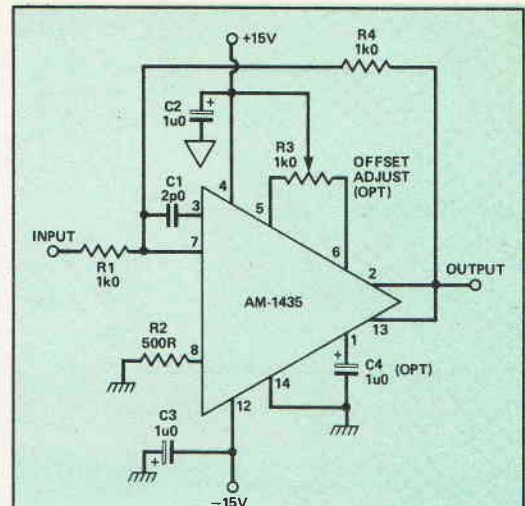 +15V
R4
1k0
C2
1u0
+
R3
1k0
OFFSET
ADJUST
(OPT)
C1
2p0
4
3
5
6
INPUT
7
2
OUTPUT
R1
1k0
AM-1435
13
R2
500R
8
1
+
C4
1u0
(OPT)
14
12
C3
1u0
+
-15V